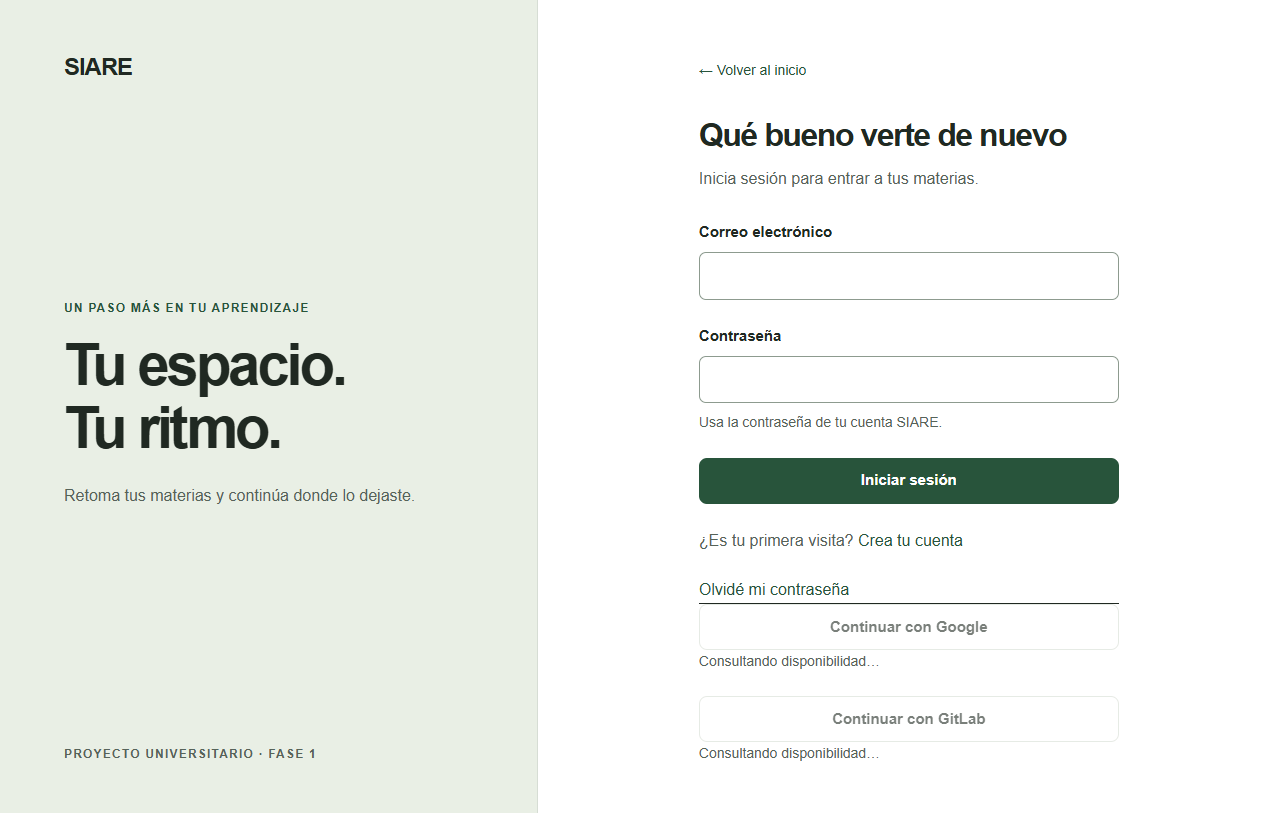 SIARE
UN PASO MÁS EN TU APRENDIZAJE
Tu espacio.
Tu ritmo.
Retoma tus materias y continúa donde lo dejaste.
PROYECTO UNIVERSITARIO · FASE 1
← Volver al inicio
Qué bueno verte de nuevo
Inicia sesión para entrar a tus materias.
Correo electrónico
Contraseña
Usa la contraseña de tu cuenta SIARE.
Iniciar sesión
¿Es tu primera visita? Crea tu cuenta
Olvidé mi contraseña
Continuar con Google
Consultando disponibilidad…
Continuar con GitLab
Consultando disponibilidad…